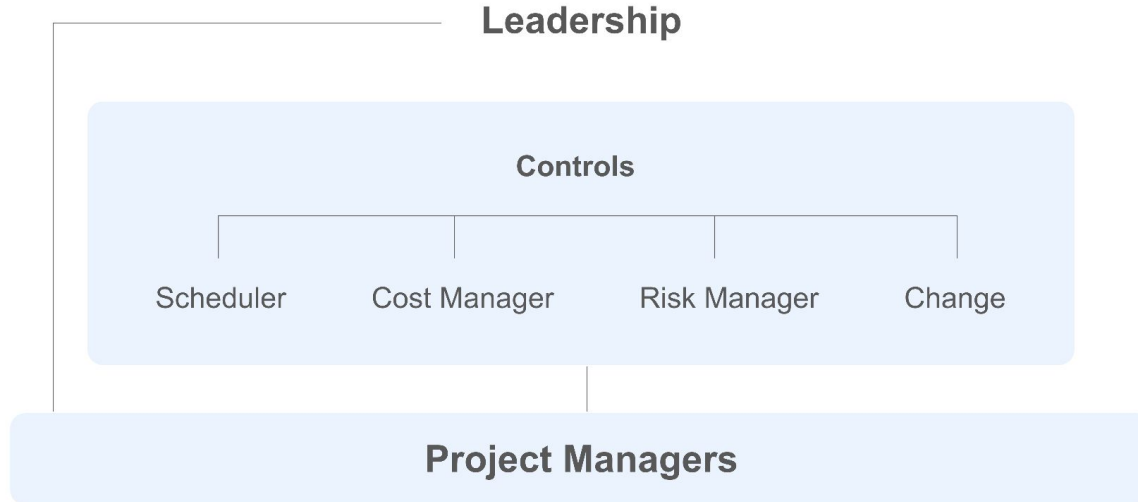 Leadership
Controls
Scheduler Cost Manager Risk Manager Change
Project Managers